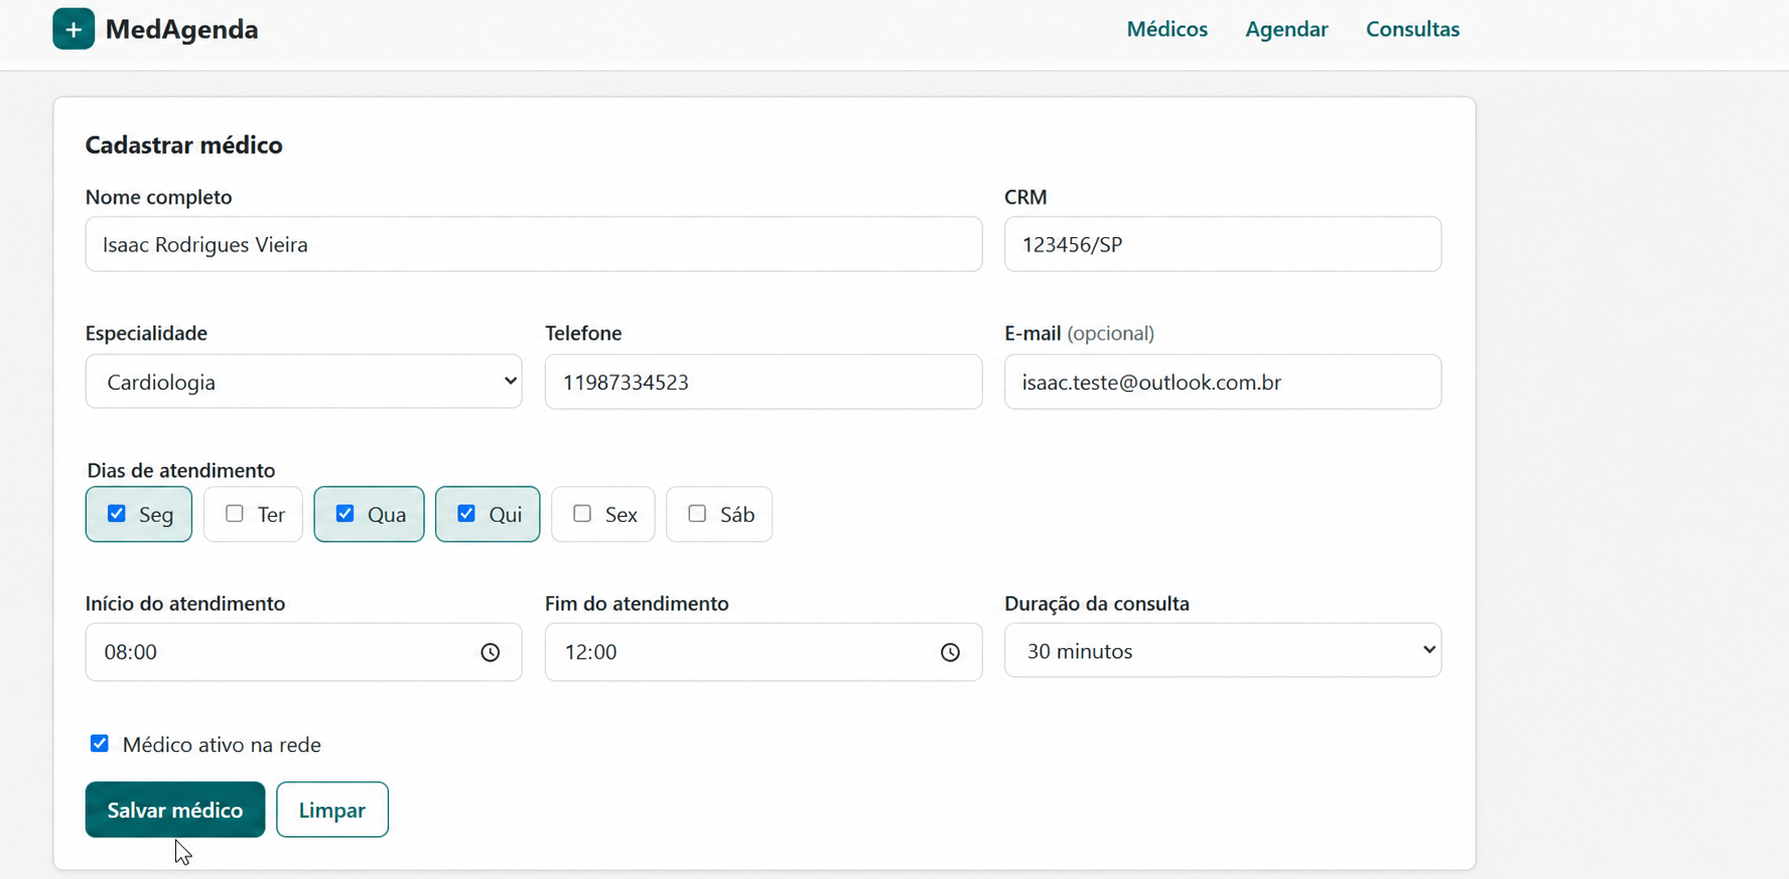 + MedAgenda Médicos Agendar Consultas
Cadastrar médico
Nome completo CRM
Isaac Rodrigues Vieira 123456/SP
Especialidade Telefone E-mail (opcional)
Cardiologia 11987334523 isaac.teste@outlook.com.br
Dias de atendimento
Seg Ter Qua Qui Sex Sáb
Início do atendimento Fim do atendimento Duração da consulta
08:00 12:00 30 minutos
Médico ativo na rede
Salvar médico Limpar